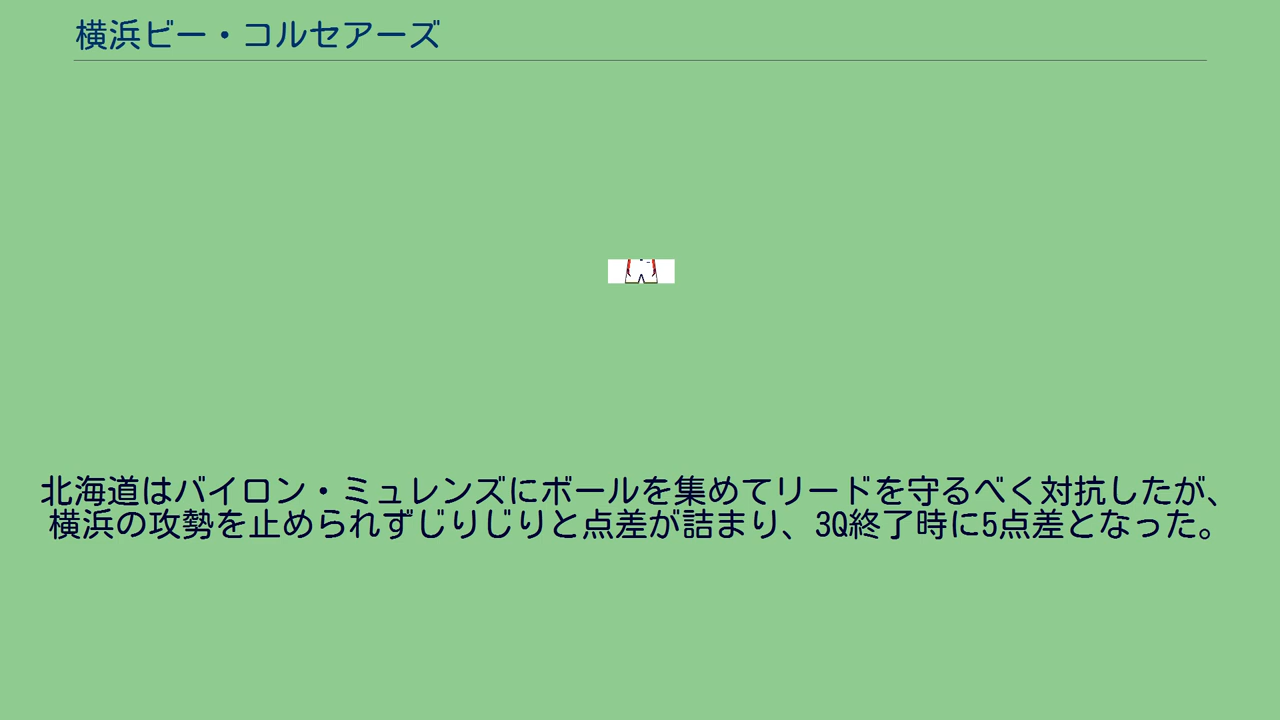 横浜ビー・コルセアーズ
北海道はバイロン・ミュレンズにボールを集めてリードを守るべく対抗したが、
横浜の攻勢を止められずじりじりと点差が詰まり、3Q終了時に5点差となった。